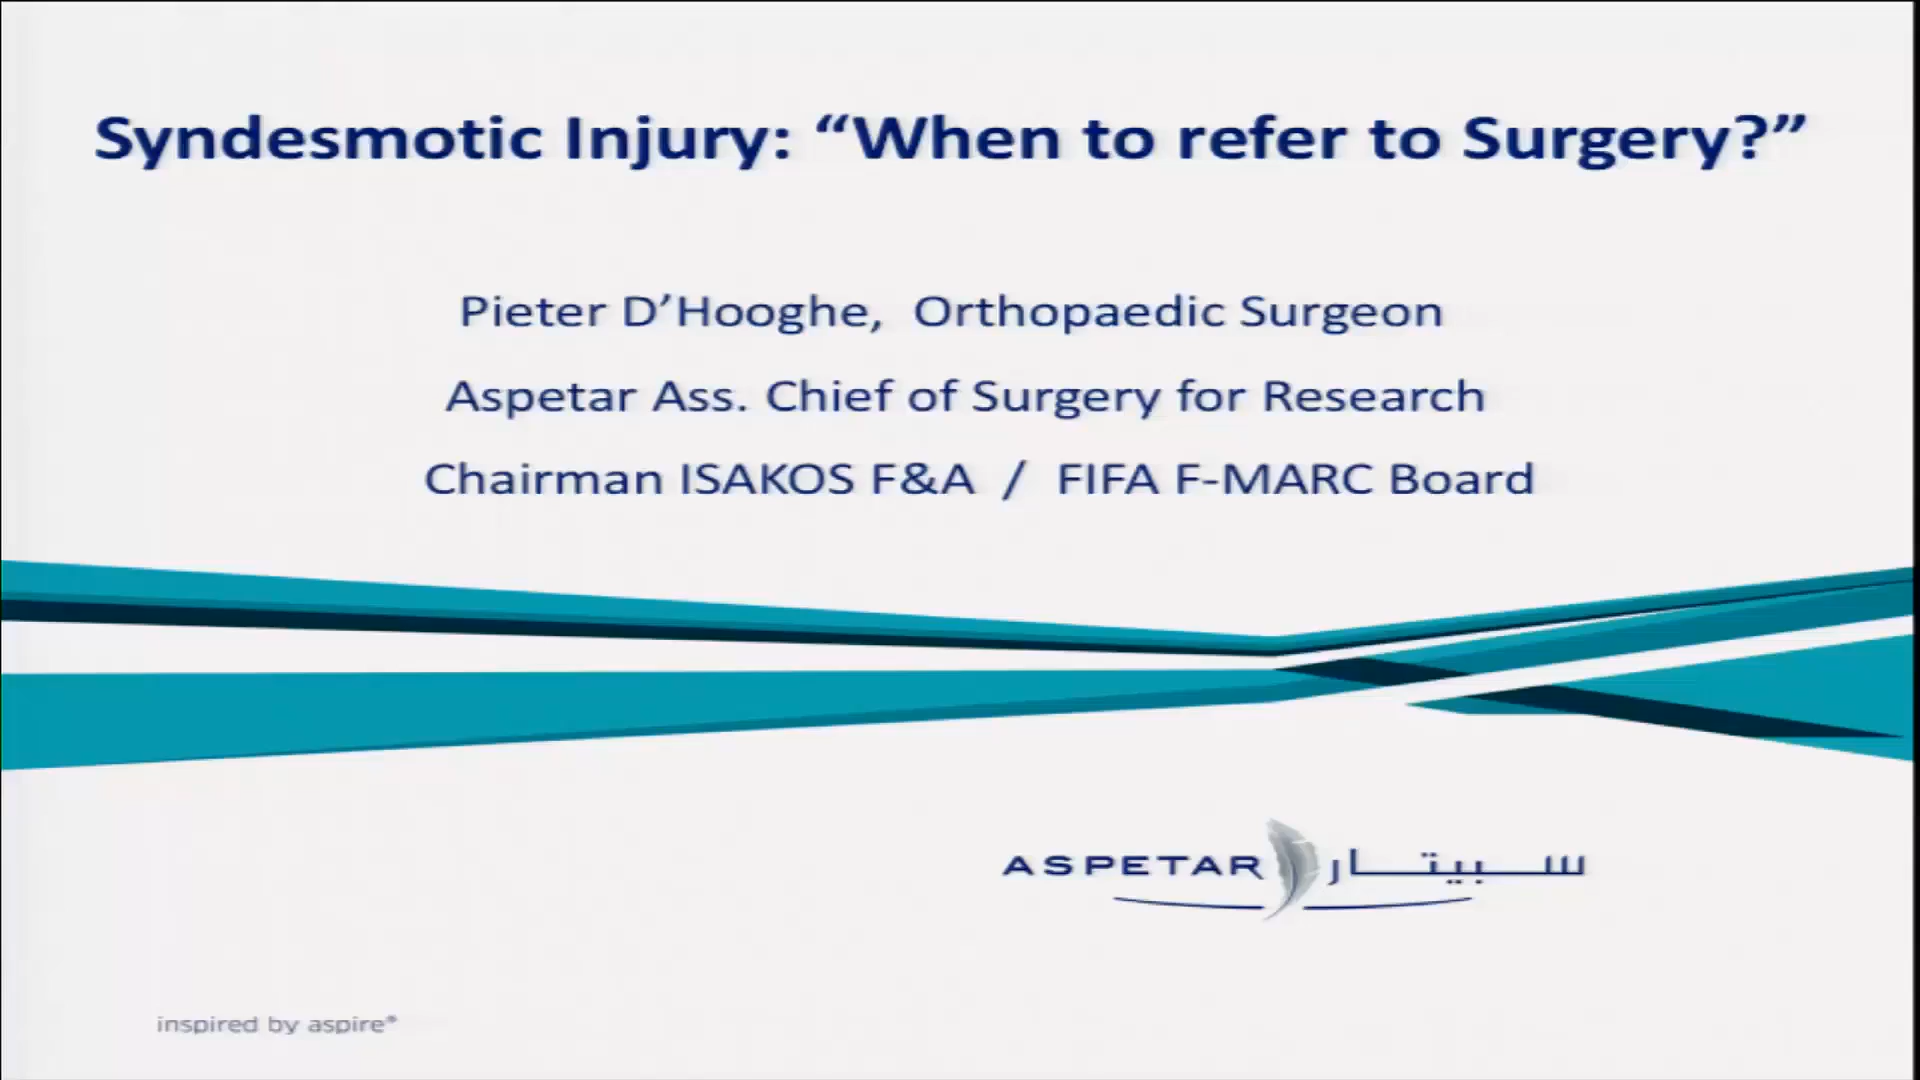 Syndesmotic Injury: “When to refer to Surgery?”
Pieter D’Hooghe, Orthopaedic Surgeon
Aspetar Ass. Chief of Surgery for Research
Chairman ISAKOS F&A / FIFA F-MARC Board
ASPETAR سبيتار
inspired by aspire®